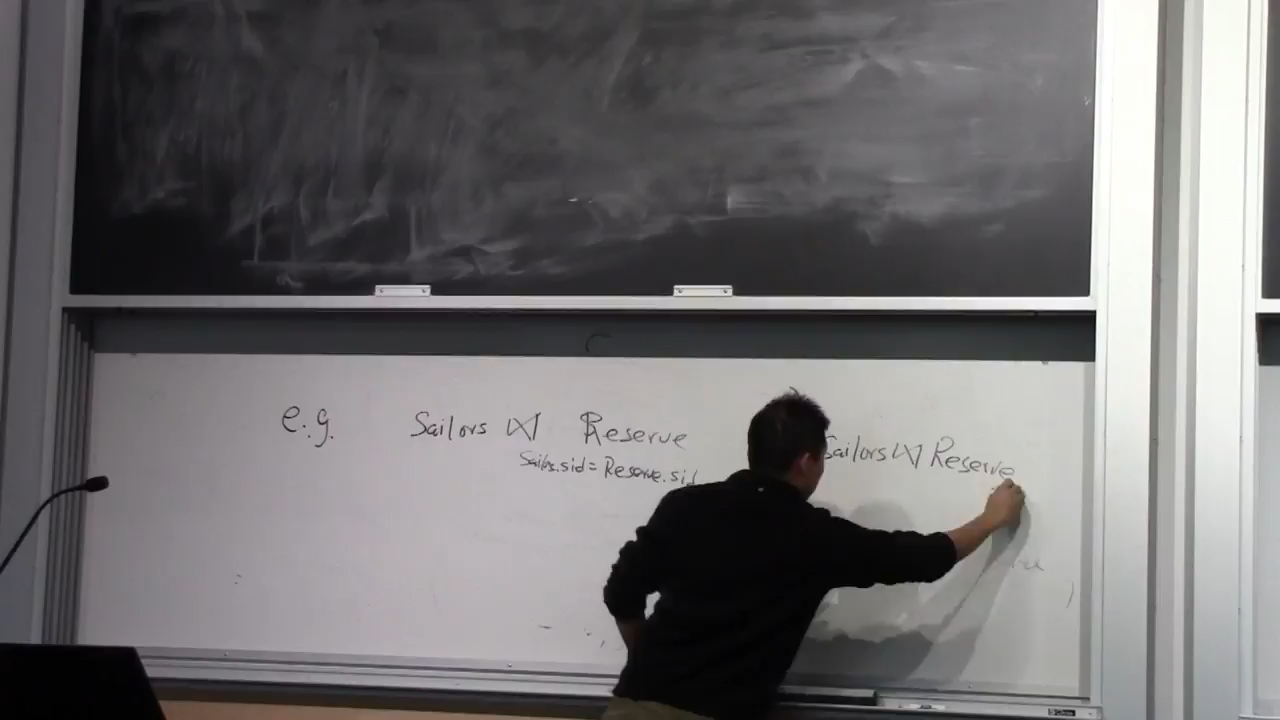 e.g. Sailors ⋈ Reserve Sailors ⋈ Reserve
Sailors.sid = Reserve.sid